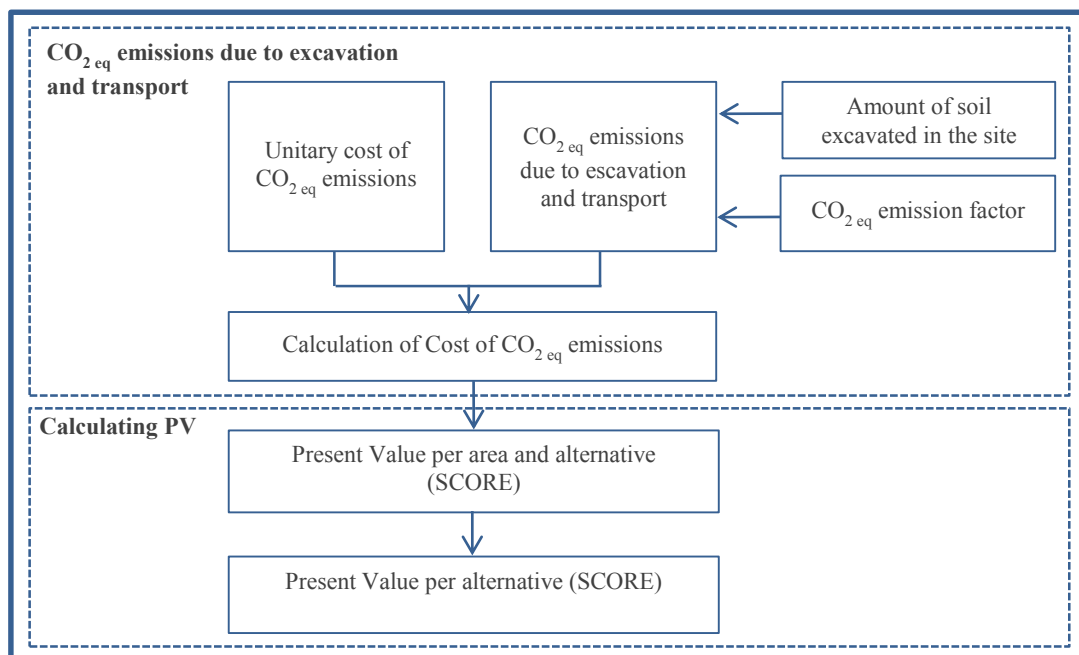 CO2 eq emissions due to excavation
and transport
Unitary cost of
CO2 eq emissions
CO2 eq emissions
due to escavation
and transport
Amount of soil
excavated in the site
CO2 eq emission factor
Calculation of Cost of CO2 eq emissions
Calculating PV
Present Value per area and alternative
(SCORE)
Present Value per alternative (SCORE)